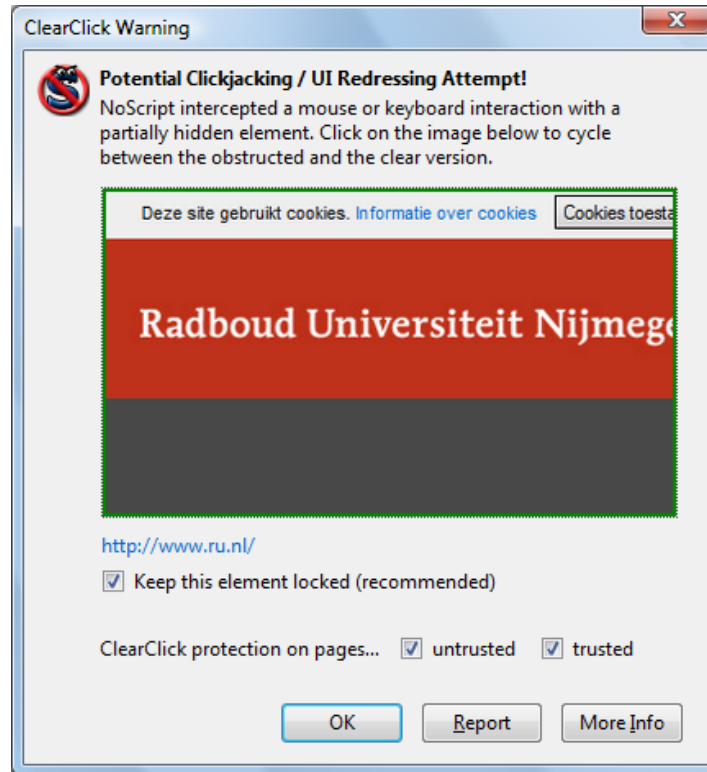 ClearClick Warning
Potential Clickjacking / UI Redressing Attempt!
NoScript intercepted a mouse or keyboard interaction with a
partially hidden element. Click on the image below to cycle
between the obstructed and the clear version.
Deze site gebruikt cookies. Informatie over cookies Cookies toesta
Radboud Universiteit Nijmege
http://www.ru.nl/
Keep this element locked (recommended)
ClearClick protection on pages... untrusted trusted
OK Report More Info